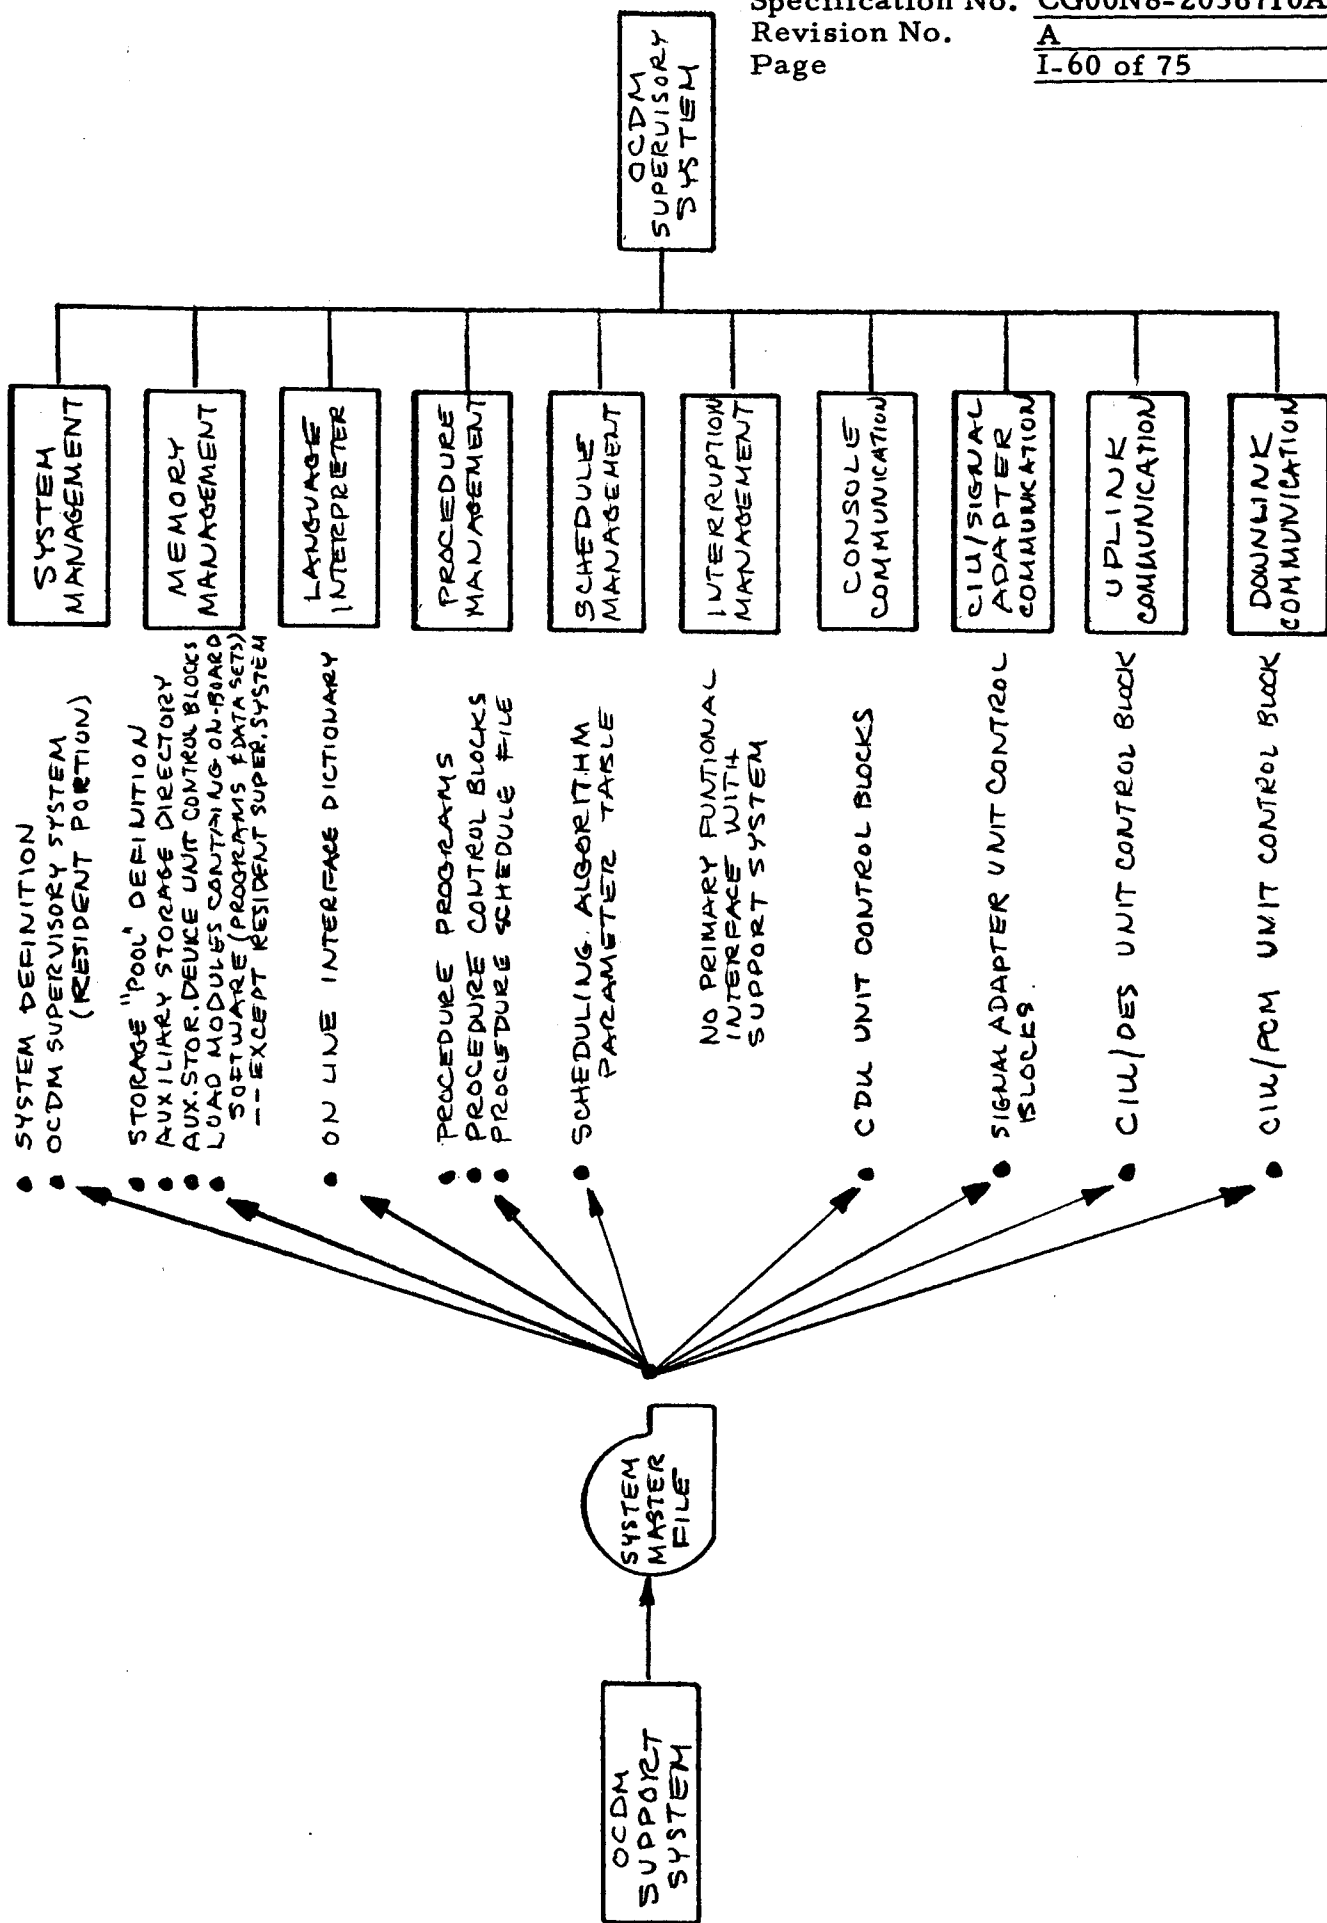 Specification No. CG00N8-2058710A
Revision No. A
Page I-60 of 75
OCDM
SUPPORT
SYSTEM
SYSTEM
MASTER
FILE
• SYSTEM DEFINITION
• OCDM SUPERVISORY SYSTEM
(RESIDENT PORTION)
• STORAGE "POOL" DEFINITION
• AUXILIARY STORAGE DIRECTORY
• AUX. STOR. DEVICE UNIT CONTROL BLOCKS
• LOAD MODULES CONTAINING ON-BOARD
SOFTWARE (PROGRAMS & DATA SETS)
-- EXCEPT RESIDENT SUPER. SYSTEM
• ON LINE INTERFACE DICTIONARY
• PROCEDURE PROGRAMS
• PROCEDURE CONTROL BLOCKS
• PROCEDURE SCHEDULE FILE
• SCHEDULING ALGORITHM
PARAMETER TABLE
NO PRIMARY FUNTIONAL
INTERFACE WITH
SUPPORT SYSTEM
• CDU UNIT CONTROL BLOCKS
• SIGNAL ADAPTER UNIT CONTROL
BLOCKS.
• CIU/DES UNIT CONTROL BLOCK
• CIU/PCM UNIT CONTROL BLOCK
SYSTEM
MANAGEMENT
MEMORY
MANAGEMENT
LANGUAGE
INTERPRETER
PROCEDURE
MANAGEMENT
SCHEDULE
MANAGEMENT
INTERRUPTION
MANAGEMENT
CONSOLE
COMMUNICATION
CIU/SIGNAL
ADAPTER
COMMUNICATION
UPLINK
COMMUNICATION
DOWNLINK
COMMUNICATION
OCDM
SUPERVISORY
SYSTEM